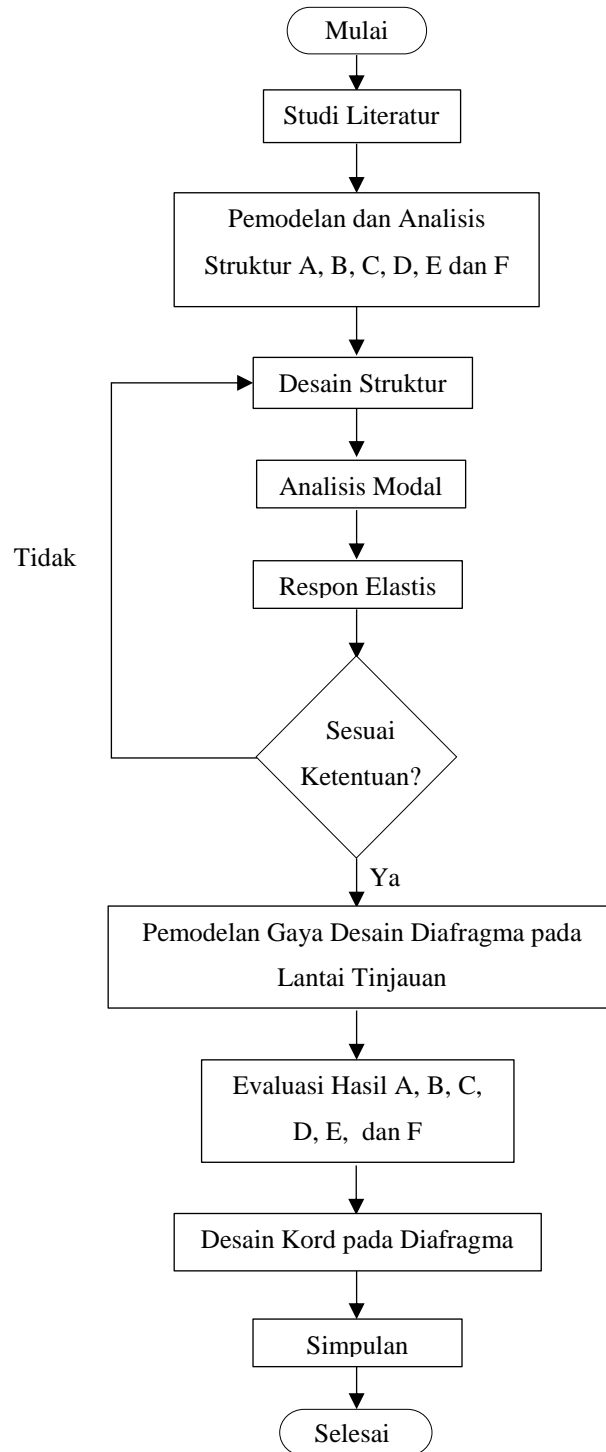 Mulai
Studi Literatur
Pemodelan dan Analisis
Struktur A, B, C, D, E dan F
Desain Struktur
Analisis Modal
Tidak
Respon Elastis
Sesuai
Ketentuan?
Ya
Pemodelan Gaya Desain Diafragma pada
Lantai Tinjauan
Evaluasi Hasil A, B, C,
D, E, dan F
Desain Kord pada Diafragma
Simpulan
Selesai